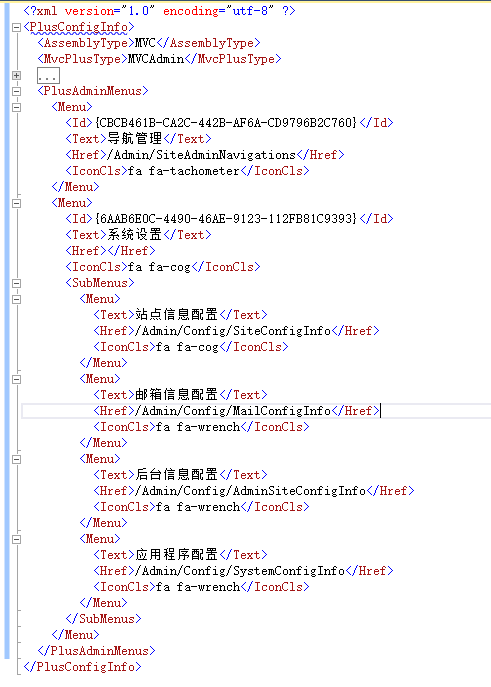 <?xml version="1.0" encoding="utf-8" ?>
<PlusConfigInfo>
<AssemblyType>MVC</AssemblyType>
<MvcPlusType>MVCAdmin</MvcPlusType>
...
<PlusAdminMenus>
<Menu>
<Id>{CBCB461B-CA2C-442B-AF6A-CD9796B2C760}</Id>
<Text>导航管理</Text>
<Href>/Admin/SiteAdminNavigations</Href>
<IconCls>fa fa-tachometer</IconCls>
</Menu>
<Menu>
<Id>{6AAB6E0C-4490-46AE-9123-112FB81C9393}</Id>
<Text>系统设置</Text>
<Href></Href>
<IconCls>fa fa-cog</IconCls>
<SubMenus>
<Menu>
<Text>站点信息配置</Text>
<Href>/Admin/Config/SiteConfigInfo</Href>
<IconCls>fa fa-cog</IconCls>
</Menu>
<Menu>
<Text>邮箱信息配置</Text>
<Href>/Admin/Config/MailConfigInfo</Href>
<IconCls>fa fa-wrench</IconCls>
</Menu>
<Menu>
<Text>后台信息配置</Text>
<Href>/Admin/Config/AdminSiteConfigInfo</Href>
<IconCls>fa fa-wrench</IconCls>
</Menu>
<Menu>
<Text>应用程序配置</Text>
<Href>/Admin/Config/SystemConfigInfo</Href>
<IconCls>fa fa-wrench</IconCls>
</Menu>
</SubMenus>
</Menu>
</PlusAdminMenus>
</PlusConfigInfo>